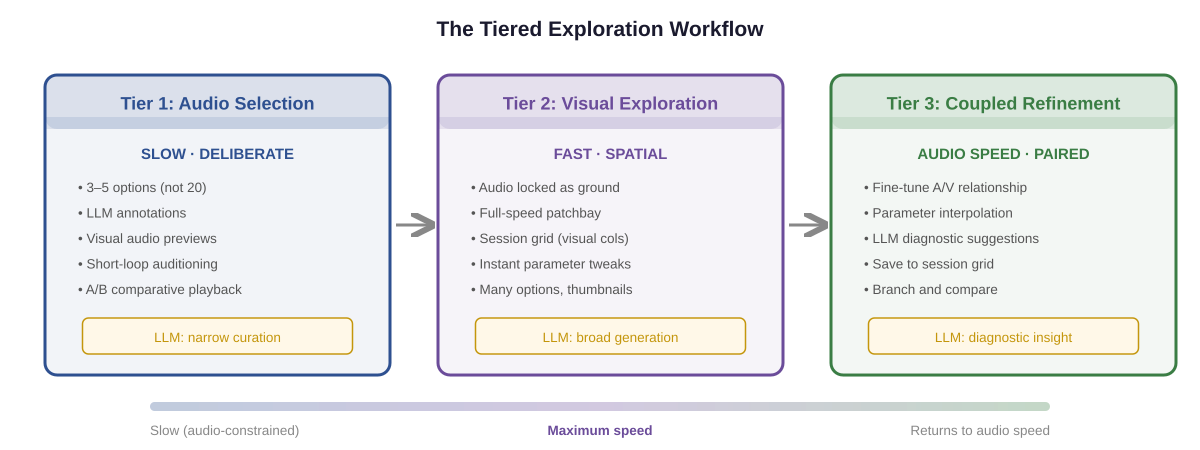 The Tiered Exploration Workflow
Tier 1: Audio Selection
SLOW · DELIBERATE
• 3–5 options (not 20)
• LLM annotations
• Visual audio previews
• Short-loop auditioning
• A/B comparative playback
LLM: narrow curation
Tier 2: Visual Exploration
FAST · SPATIAL
• Audio locked as ground
• Full-speed patchbay
• Session grid (visual cols)
• Instant parameter tweaks
• Many options, thumbnails
LLM: broad generation
Tier 3: Coupled Refinement
AUDIO SPEED · PAIRED
• Fine-tune A/V relationship
• Parameter interpolation
• LLM diagnostic suggestions
• Save to session grid
• Branch and compare
LLM: diagnostic insight
Slow (audio-constrained)
Maximum speed
Returns to audio speed